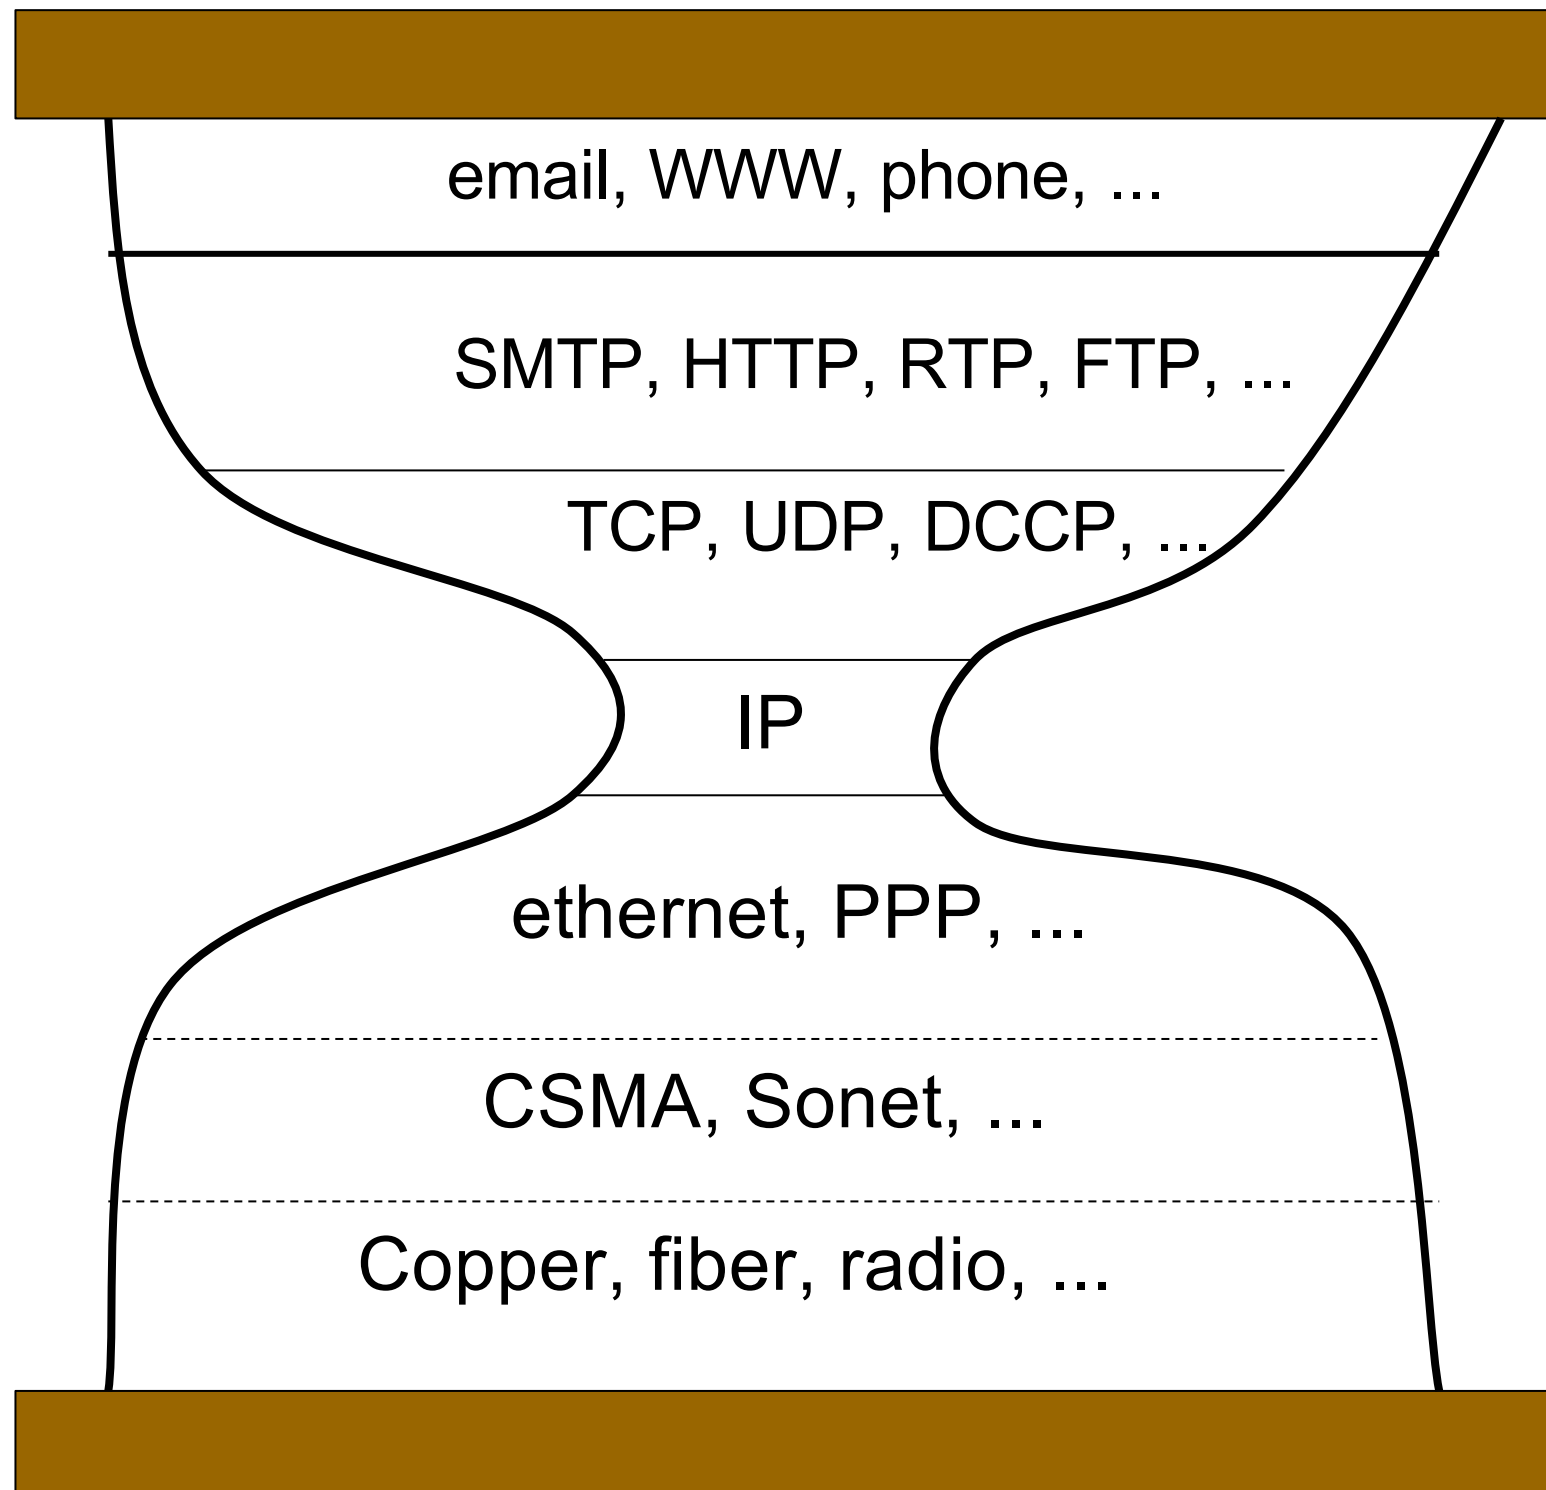 email, WWW, phone, ...
SMTP, HTTP, RTP, FTP, ...
TCP, UDP, DCCP, ...
IP
ethernet, PPP, ...
CSMA, Sonet, ...
Copper, fiber, radio, ...